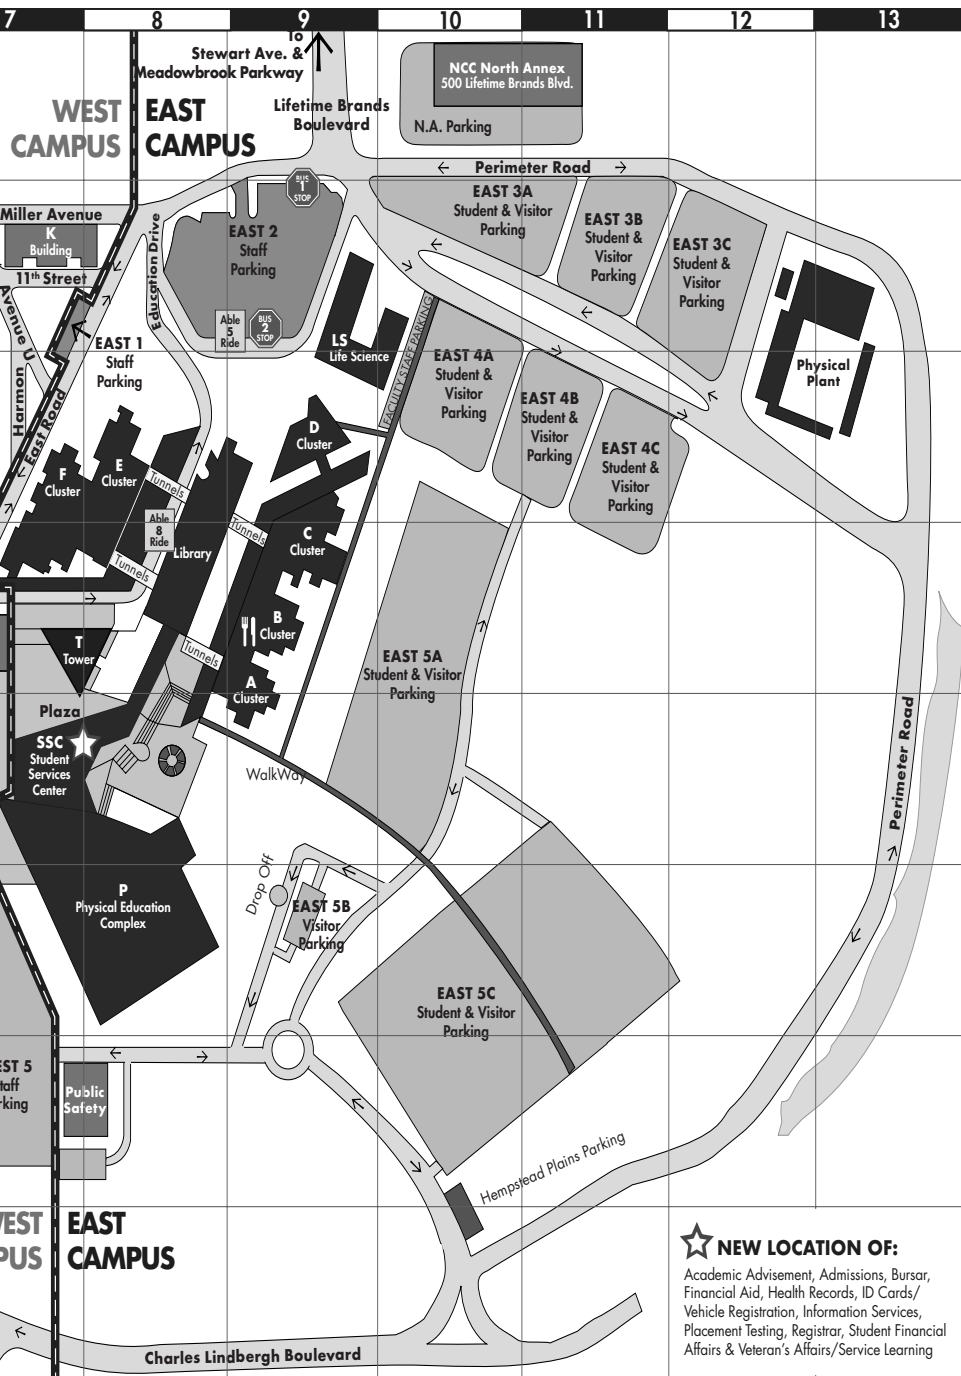 7 8 9 10 11 12 13
To
Stewart Ave. &
Meadowbrook Parkway
WEST
CAMPUS
EAST
CAMPUS
Lifetime Brands
Boulevard
NCC North Annex
500 Lifetime Brands Blvd.
N.A. Parking
Perimeter Road
BUS
1
STOP
Miller Avenue
K
Building
11th Street
Avenue U
Harmon
East Road
Education Drive
EAST 1
Staff
Parking
EAST 2
Staff
Parking
Able
5
Ride
BUS
2
STOP
LS
Life Science
FACULTY STAFF PARKING
EAST 3A
Student & Visitor
Parking
EAST 3B
Student &
Visitor
Parking
EAST 3C
Student &
Visitor
Parking
EAST 4A
Student &
Visitor
Parking
EAST 4B
Student &
Visitor
Parking
EAST 4C
Student &
Visitor
Parking
Physical
Plant
D
Cluster
F
Cluster
E
Cluster
Tunnels
Able
8
Ride
Library
Tunnels
Tunnels
C
Cluster
B
Cluster
Tunnels
A
Cluster
T
Tower
Plaza
SSC
Student
Services
Center
WalkWay
EAST 5A
Student & Visitor
Parking
Perimeter Road
P
Physical Education
Complex
Drop Off
EAST 5B
Visitor
Parking
EAST 5C
Student & Visitor
Parking
EST 5
taff
rking
Public
Safety
Hempstead Plains Parking
VEST
PUS
EAST
CAMPUS
Charles Lindbergh Boulevard
NEW LOCATION OF:
Academic Advisement, Admissions, Bursar,
Financial Aid, Health Records, ID Cards/
Vehicle Registration, Information Services,
Placement Testing, Registrar, Student Financial
Affairs & Veteran's Affairs/Service Learning